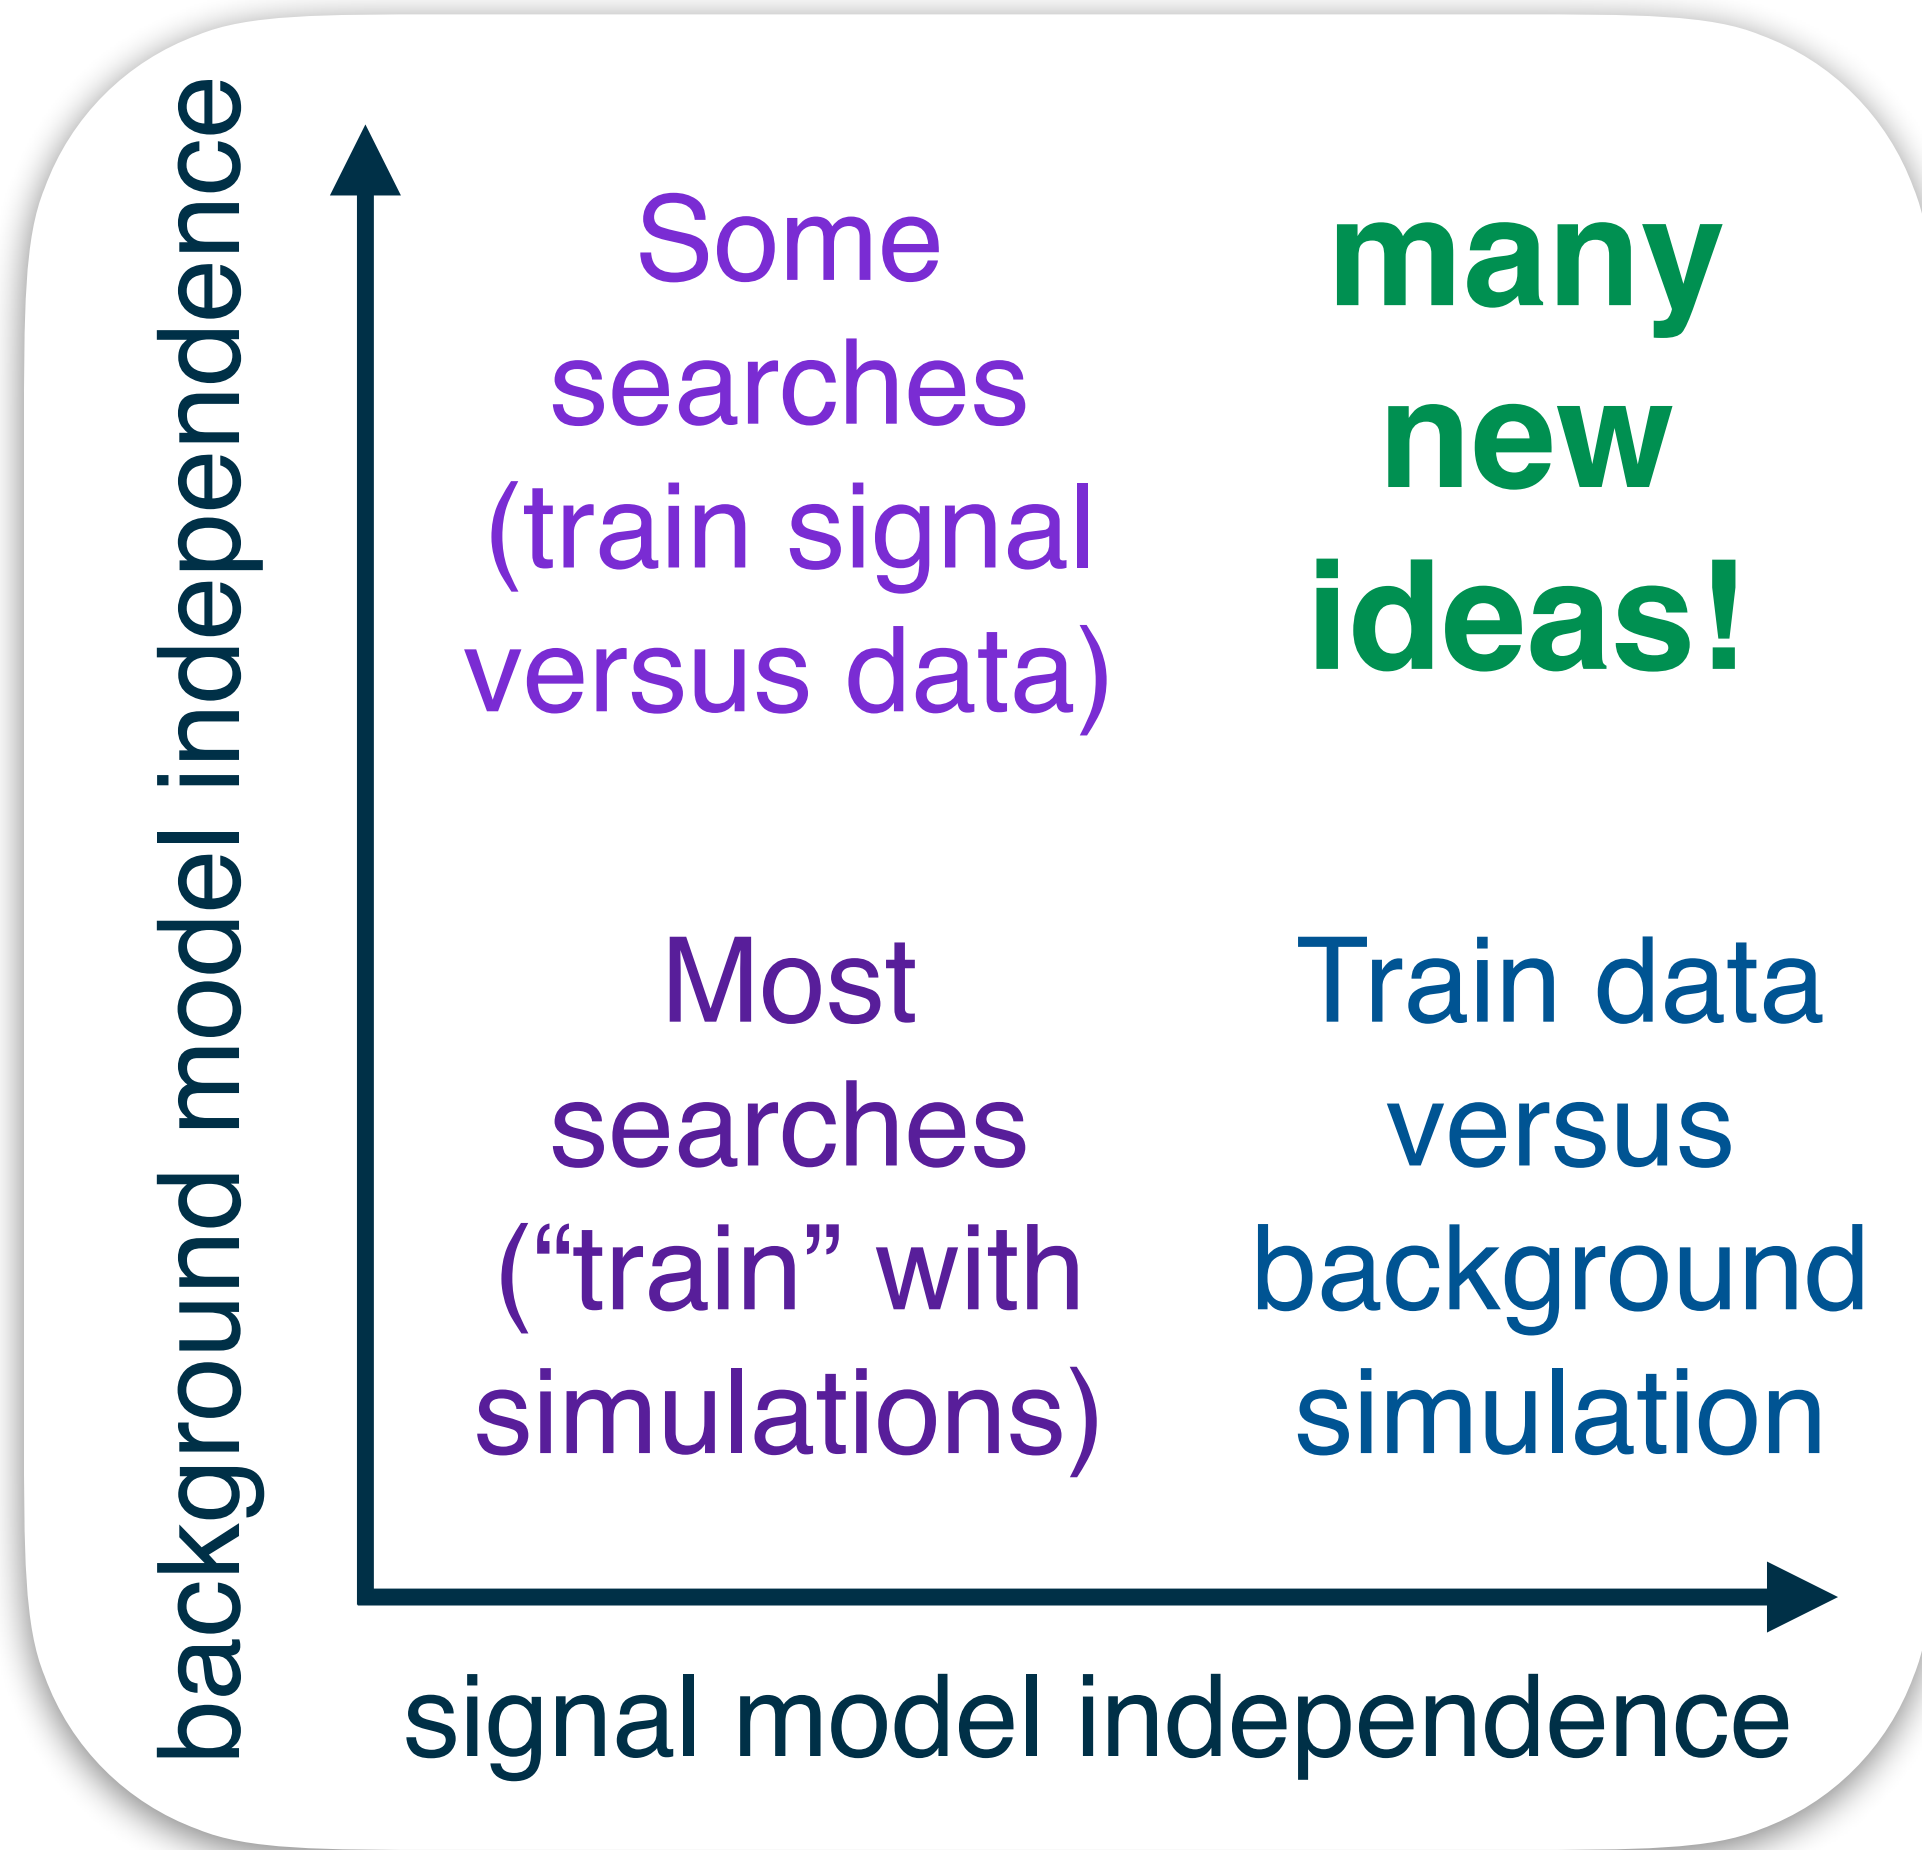 background model independence
Some
searches
(train signal
versus data)
many
new
ideas!
Most
searches
(“train” with
simulations)
Train data
versus
background
simulation
signal model independence